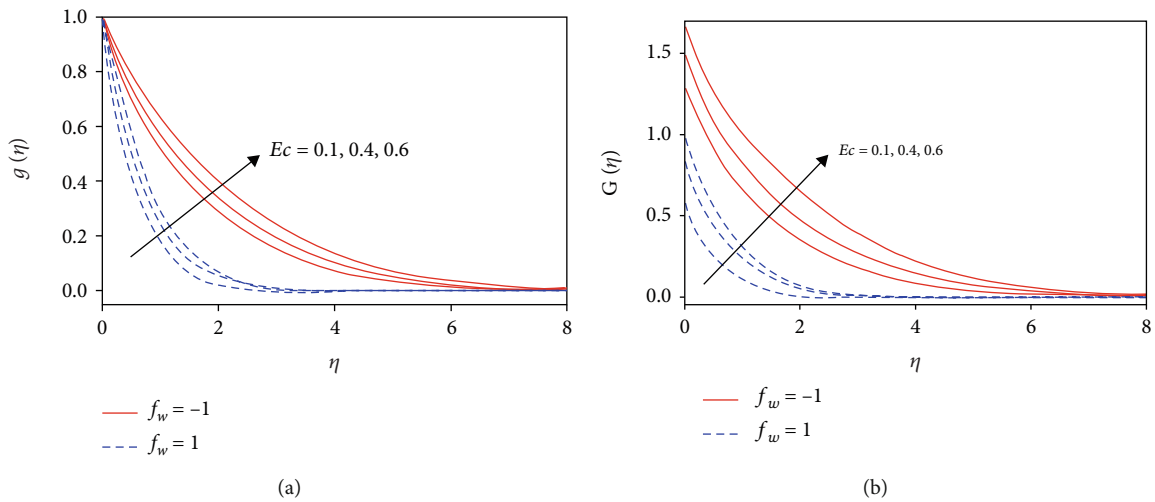 1.0
0.8
0.6
0.4
0.2
0.0
g (η)
Ec = 0.1, 0.4, 0.6
0 2 4 6 8
η
f_w = –1
f_w = 1
(a)
1.5
1.0
0.5
0.0
G (η)
Ec = 0.1, 0.4, 0.6
0 2 4 6 8
η
f_w = –1
f_w = 1
(b)